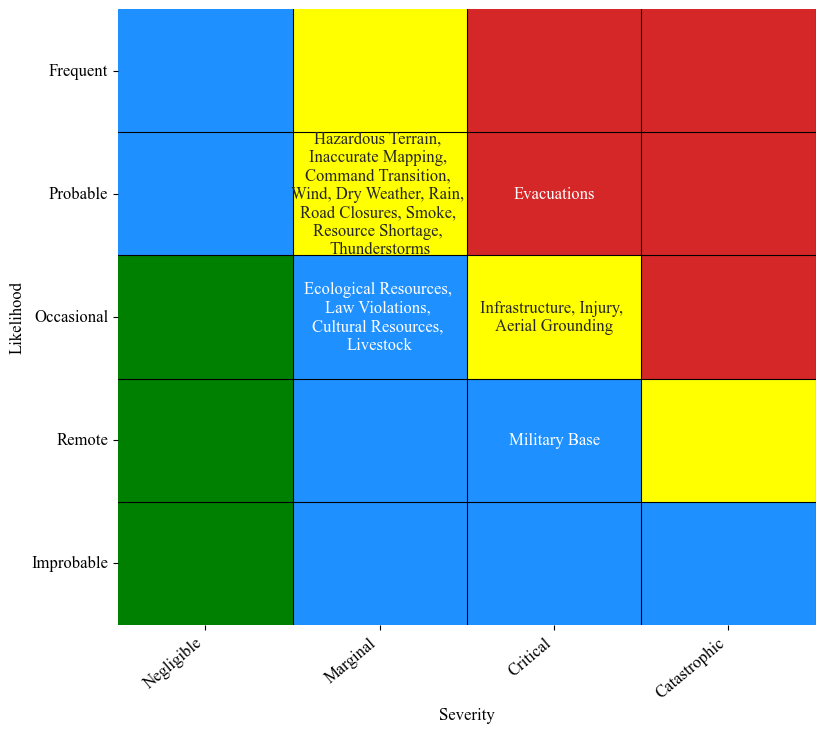 Frequent
Probable
Occasional
Remote
Improbable
Likelihood
Hazardous Terrain,
Inaccurate Mapping,
Command Transition,
Wind, Dry Weather, Rain,
Road Closures, Smoke,
Resource Shortage,
Thunderstorms
Evacuations
Ecological Resources,
Law Violations,
Cultural Resources,
Livestock
Infrastructure, Injury,
Aerial Grounding
Military Base
Negligible
Marginal
Critical
Catastrophic
Severity